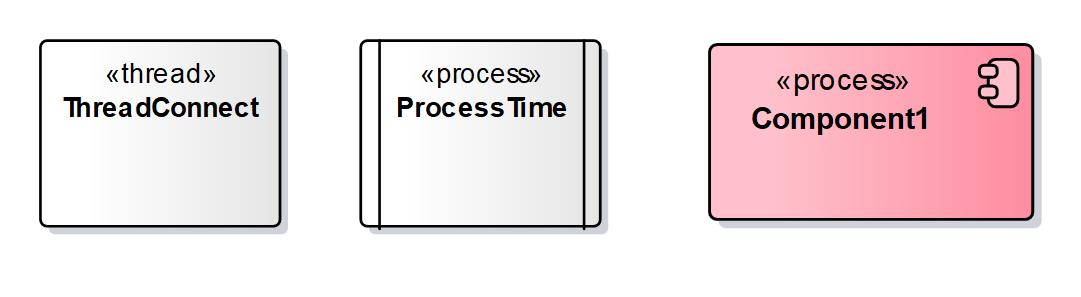 «thread»
ThreadConnect
«process»
ProcessTime
«process»
Component1